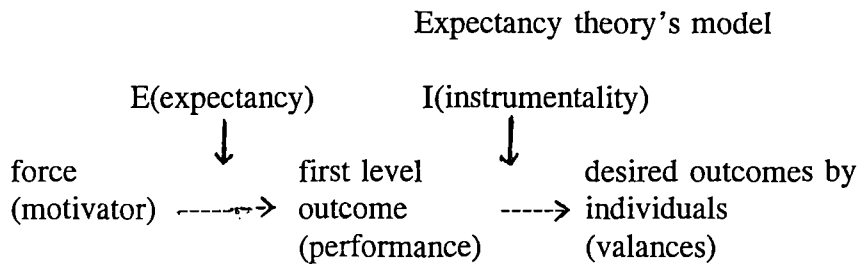 Expectancy theory's model
E(expectancy) I(instrumentality)
force first level desired outcomes by
(motivator) outcome individuals
(performance) (valances)